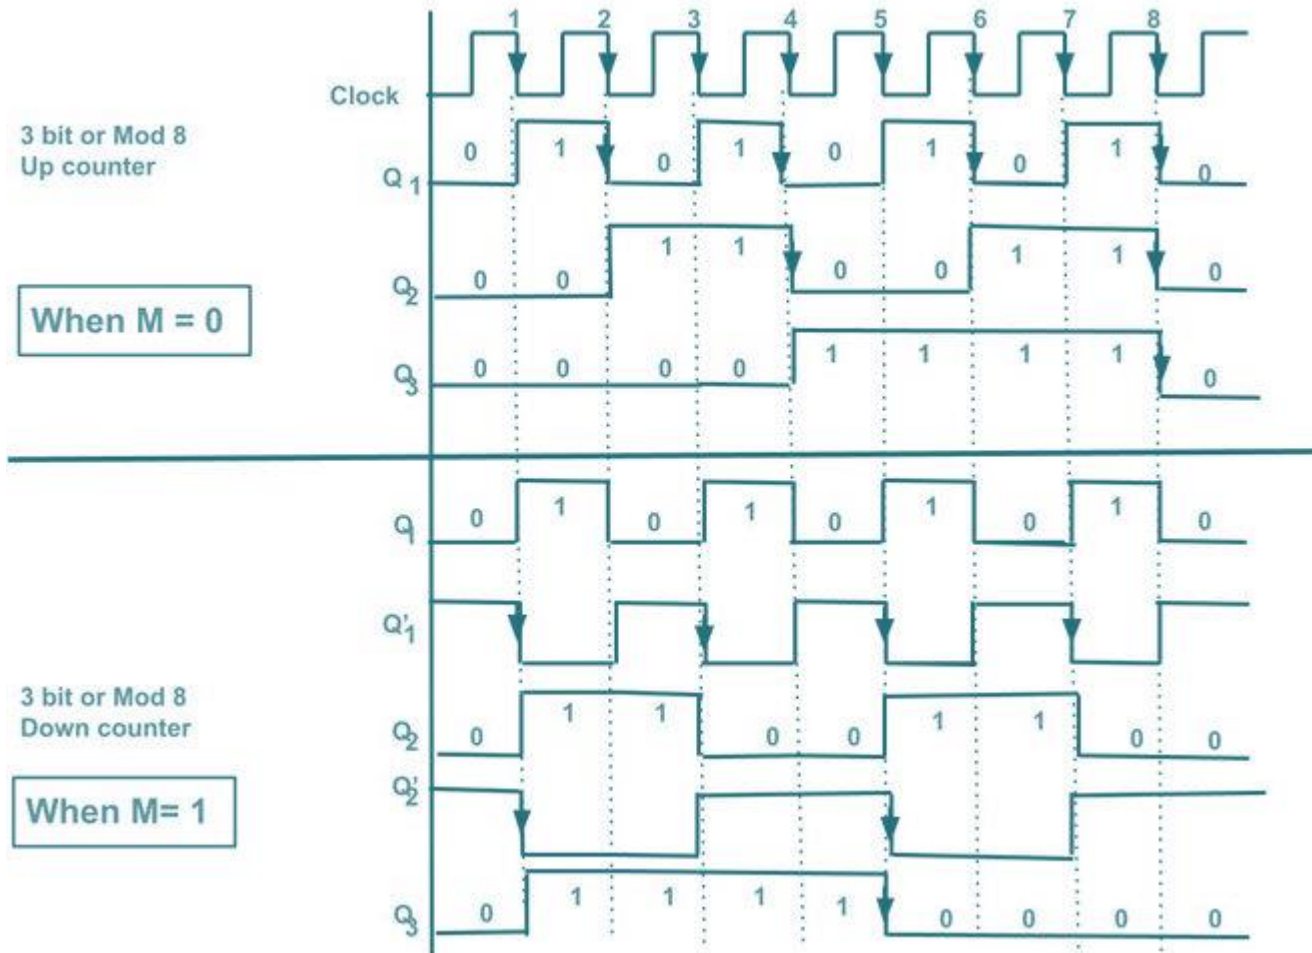 1 2 3 4 5 6 7 8
Clock
3 bit or Mod 8
Up counter
0 1 0 1 0 1 0 1 0
Q1
0 0 1 1 0 0 1 1 0
Q2
When M = 0
0 0 0 0 1 1 1 1 0
Q3
0 1 0 1 0 1 0 1 0
Q1
Q'1
3 bit or Mod 8
Down counter
0 1 1 0 0 1 1 0 0
Q2
Q'2
When M= 1
0 1 1 1 1 0 0 0 0
Q3